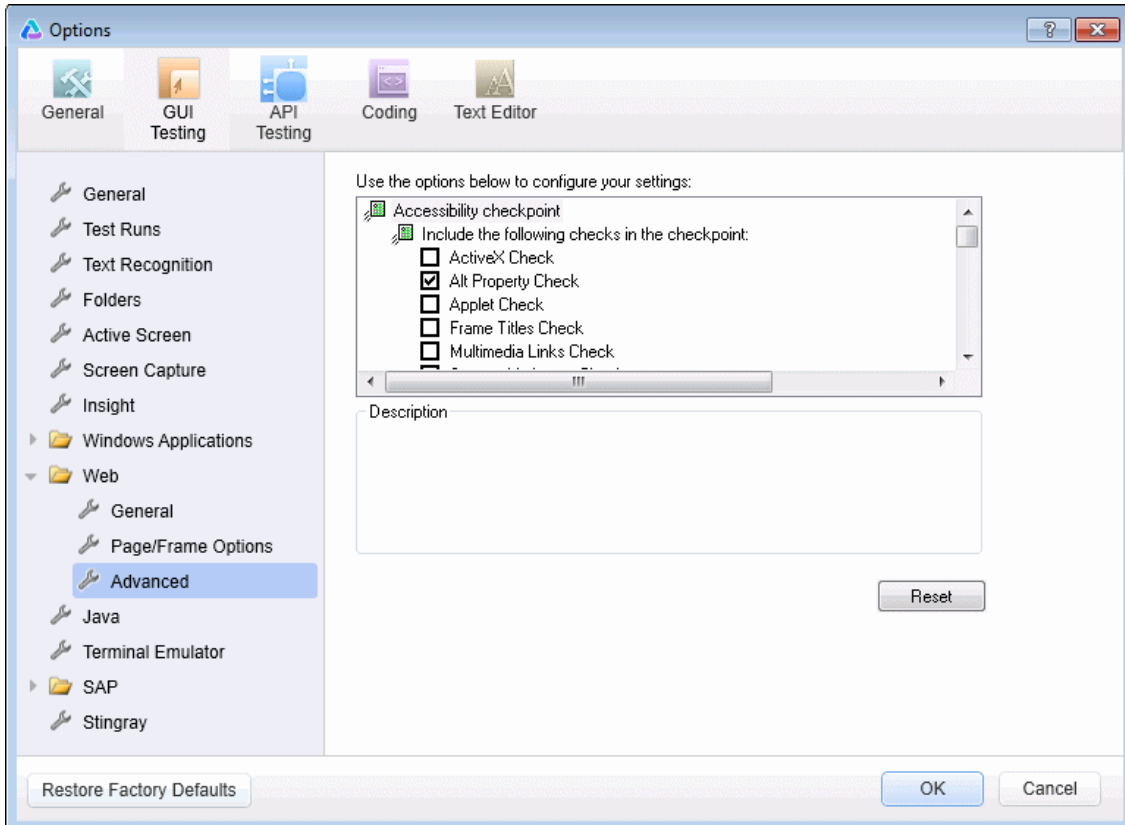 Options
General
GUI
Testing
API
Testing
Coding
Text Editor
General
Test Runs
Text Recognition
Folders
Active Screen
Screen Capture
Insight
Windows Applications
Web
General
Page/Frame Options
Advanced
Java
Terminal Emulator
SAP
Stingray
Use the options below to configure your settings:
Accessibility checkpoint
Include the following checks in the checkpoint:
ActiveX Check
Alt Property Check
Applet Check
Frame Titles Check
Multimedia Links Check
Description
Reset
Restore Factory Defaults
OK
Cancel